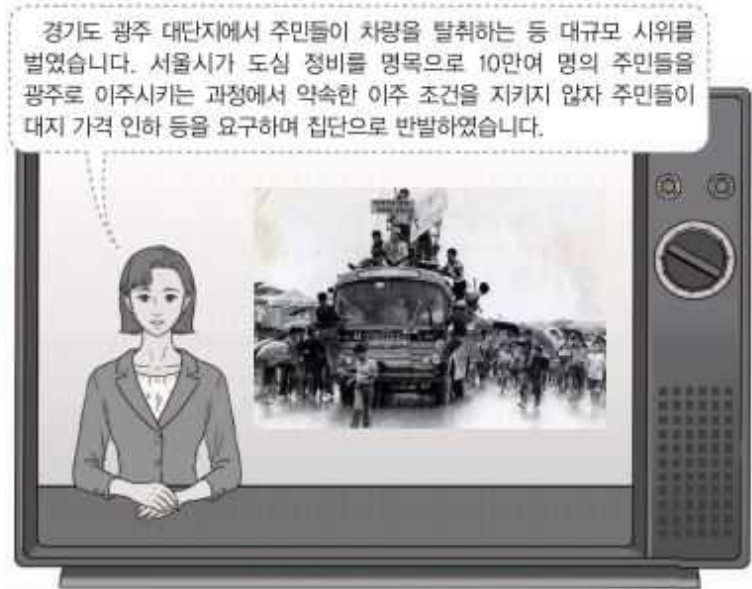 경기도 광주 대단지에서 주민들이 차량을 탈취하는 등 대규모 시위를
벌였습니다. 서울시가 도심 정비를 명목으로 10만여 명의 주민들을
광주로 이주시키는 과정에서 약속한 이주 조건을 지키지 않자 주민들이
대지 가격 인하 등을 요구하며 집단으로 반발하였습니다.